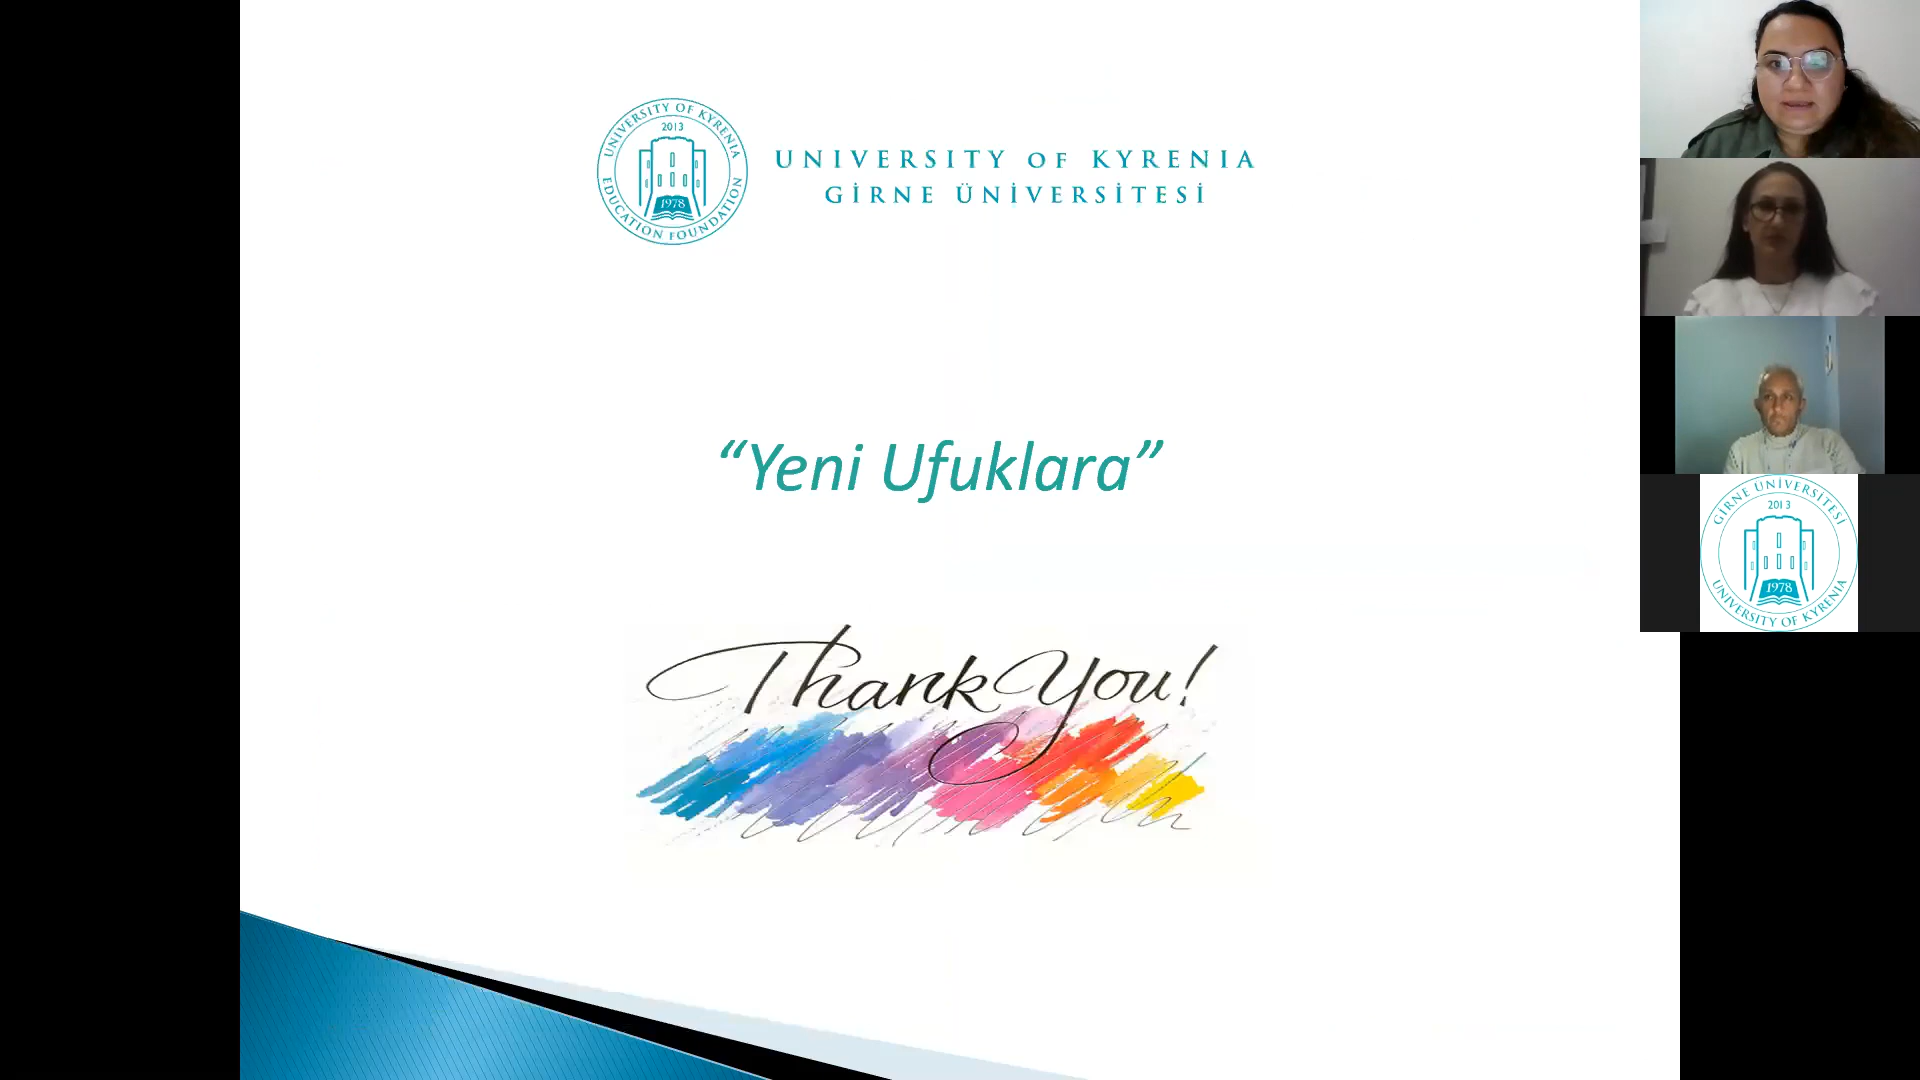 UNIVERSITY OF KYRENIA
2013
1978
EDUCATION FOUNDATION
UNIVERSITY OF KYRENIA
GİRNE ÜNİVERSİTESİ
“Yeni Ufuklara”
Thank You!
GİRNE ÜNİVERSİTESİ
2013
1978
UNIVERSITY OF KYRENIA